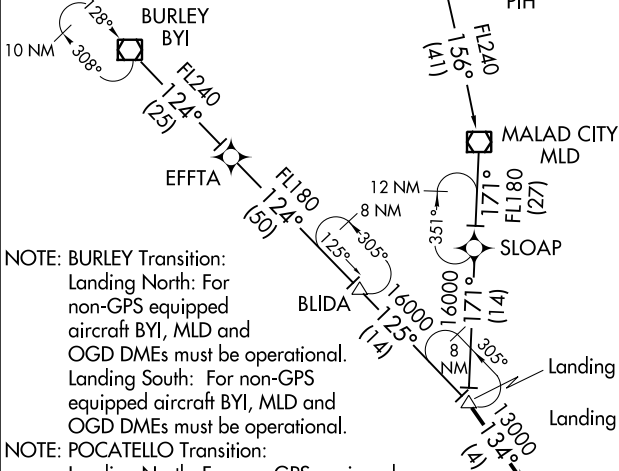 PIH
BURLEY
BYI
128°
308°
10 NM
FL240
124°
(25)
EFFTA
FL240
156°
(41)
MALAD CITY
MLD
12 NM
171°
FL180
(27)
351°
SLOAP
FL180
124°
(50)
8 NM
125°
305°
BLIDA
16000
125°
(14)
16000
171°
(14)
8
NM
305°
Landing
Landing
13000
134°
(4)
NOTE: BURLEY Transition:
Landing North: For
non-GPS equipped
aircraft BYI, MLD and
OGD DMEs must be operational.
Landing South: For non-GPS
equipped aircraft BYI, MLD and
OGD DMEs must be operational.
NOTE: POCATELLO Transition: